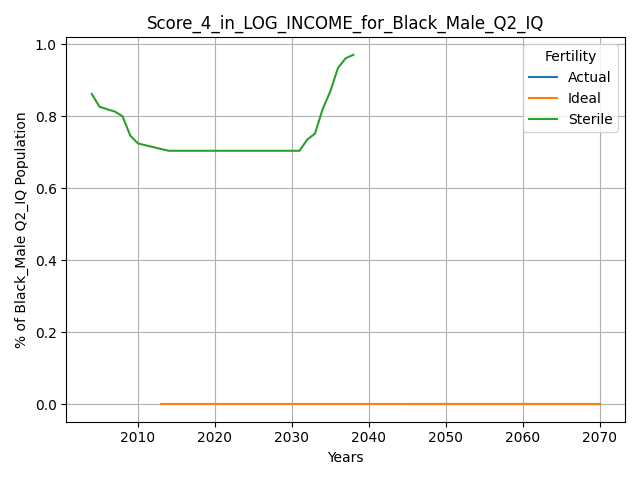 Score_4_in_LOG_INCOME_for_Black_Male_Q2_IQ
% of Black_Male Q2_IQ Population
1.0
0.8
0.6
0.4
0.2
0.0
Fertility
Actual
Ideal
Sterile
2010 2020 2030 2040 2050 2060 2070
Years